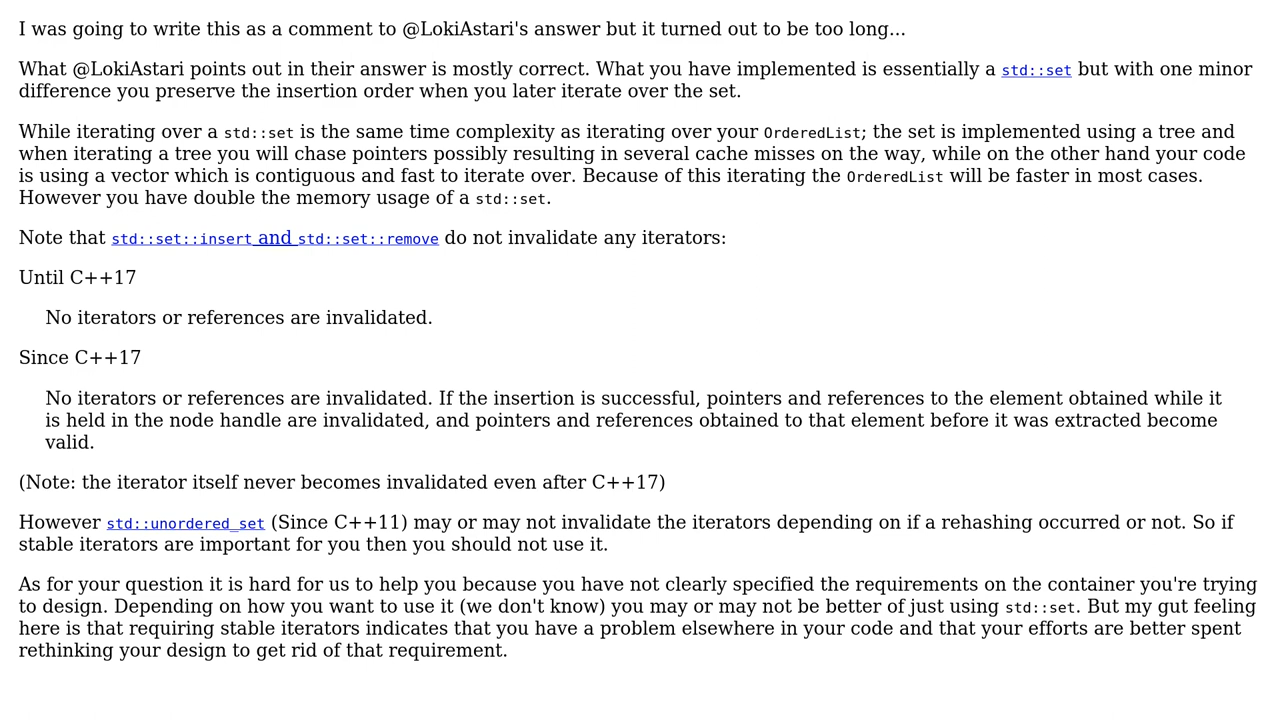 I was going to write this as a comment to @LokiAstari's answer but it turned out to be too long...
What @LokiAstari points out in their answer is mostly correct. What you have implemented is essentially a std::set but with one minor
difference you preserve the insertion order when you later iterate over the set.
While iterating over a std::set is the same time complexity as iterating over your OrderedList; the set is implemented using a tree and
when iterating a tree you will chase pointers possibly resulting in several cache misses on the way, while on the other hand your code
is using a vector which is contiguous and fast to iterate over. Because of this iterating the OrderedList will be faster in most cases.
However you have double the memory usage of a std::set.
Note that std::set::insert and std::set::remove do not invalidate any iterators:
Until C++17
No iterators or references are invalidated.
Since C++17
No iterators or references are invalidated. If the insertion is successful, pointers and references to the element obtained while it
is held in the node handle are invalidated, and pointers and references obtained to that element before it was extracted become
valid.
(Note: the iterator itself never becomes invalidated even after C++17)
However std::unordered_set (Since C++11) may or may not invalidate the iterators depending on if a rehashing occurred or not. So if
stable iterators are important for you then you should not use it.
As for your question it is hard for us to help you because you have not clearly specified the requirements on the container you're trying
to design. Depending on how you want to use it (we don't know) you may or may not be better of just using std::set. But my gut feeling
here is that requiring stable iterators indicates that you have a problem elsewhere in your code and that your efforts are better spent
rethinking your design to get rid of that requirement.